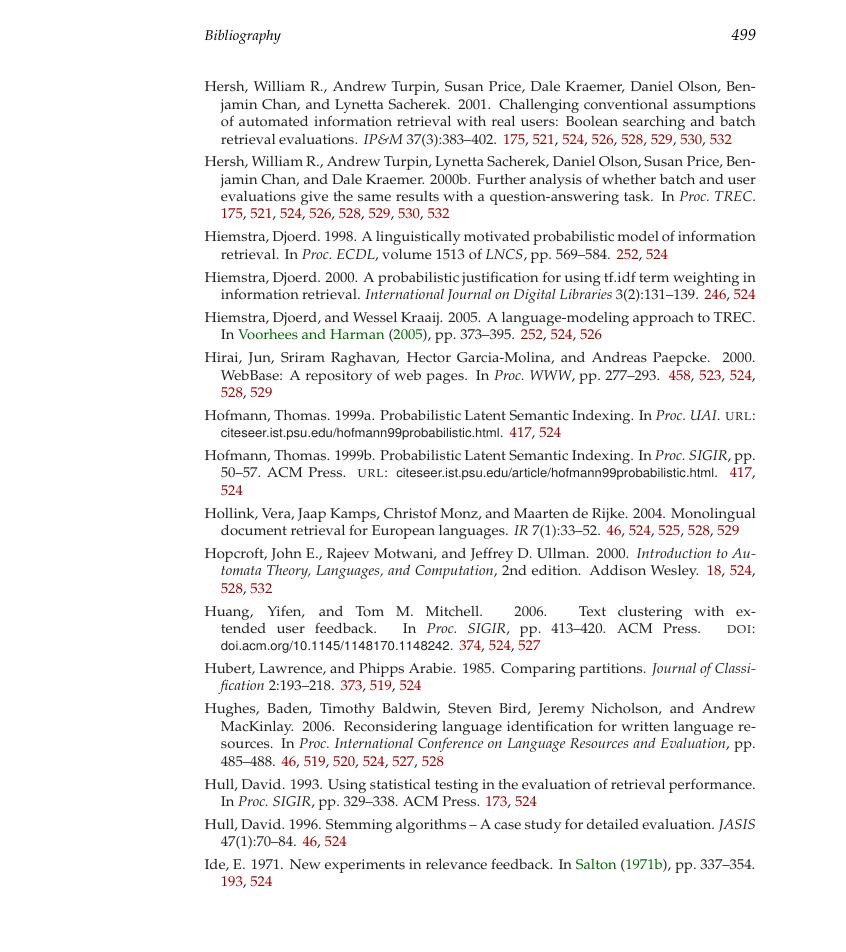 Bibliography 499
Hersh, William R., Andrew Turpin, Susan Price, Dale Kraemer, Daniel Olson, Ben-
jamin Chan, and Lynetta Sacherek. 2001. Challenging conventional assumptions
of automated information retrieval with real users: Boolean searching and batch
retrieval evaluations. IP&M 37(3):383–402. 175, 521, 524, 526, 528, 529, 530, 532
Hersh, William R., Andrew Turpin, Lynetta Sacherek, Daniel Olson, Susan Price, Ben-
jamin Chan, and Dale Kraemer. 2000b. Further analysis of whether batch and user
evaluations give the same results with a question-answering task. In Proc. TREC.
175, 521, 524, 526, 528, 529, 530, 532
Hiemstra, Djoerd. 1998. A linguistically motivated probabilistic model of information
retrieval. In Proc. ECDL, volume 1513 of LNCS, pp. 569–584. 252, 524
Hiemstra, Djoerd. 2000. A probabilistic justification for using tf.idf term weighting in
information retrieval. International Journal on Digital Libraries 3(2):131–139. 246, 524
Hiemstra, Djoerd, and Wessel Kraaij. 2005. A language-modeling approach to TREC.
In Voorhees and Harman (2005), pp. 373–395. 252, 524, 526
Hirai, Jun, Sriram Raghavan, Hector Garcia-Molina, and Andreas Paepcke. 2000.
WebBase: A repository of web pages. In Proc. WWW, pp. 277–293. 458, 523, 524,
528, 529
Hofmann, Thomas. 1999a. Probabilistic Latent Semantic Indexing. In Proc. UAI. URL:
citeseer.ist.psu.edu/hofmann99probabilistic.html. 417, 524
Hofmann, Thomas. 1999b. Probabilistic Latent Semantic Indexing. In Proc. SIGIR, pp.
50–57. ACM Press. URL: citeseer.ist.psu.edu/article/hofmann99probabilistic.html. 417,
524
Hollink, Vera, Jaap Kamps, Christof Monz, and Maarten de Rijke. 2004. Monolingual
document retrieval for European languages. IR 7(1):33–52. 46, 524, 525, 528, 529
Hopcroft, John E., Rajeev Motwani, and Jeffrey D. Ullman. 2000. Introduction to Au-
tomata Theory, Languages, and Computation, 2nd edition. Addison Wesley. 18, 524,
528, 532
Huang, Yifen, and Tom M. Mitchell. 2006. Text clustering with ex-
tended user feedback. In Proc. SIGIR, pp. 413–420. ACM Press. DOI:
doi.acm.org/10.1145/1148170.1148242. 374, 524, 527
Hubert, Lawrence, and Phipps Arabie. 1985. Comparing partitions. Journal of Classi-
fication 2:193–218. 373, 519, 524
Hughes, Baden, Timothy Baldwin, Steven Bird, Jeremy Nicholson, and Andrew
MacKinlay. 2006. Reconsidering language identification for written language re-
sources. In Proc. International Conference on Language Resources and Evaluation, pp.
485–488. 46, 519, 520, 524, 527, 528
Hull, David. 1993. Using statistical testing in the evaluation of retrieval performance.
In Proc. SIGIR, pp. 329–338. ACM Press. 173, 524
Hull, David. 1996. Stemming algorithms – A case study for detailed evaluation. JASIS
47(1):70–84. 46, 524
Ide, E. 1971. New experiments in relevance feedback. In Salton (1971b), pp. 337–354.
193, 524